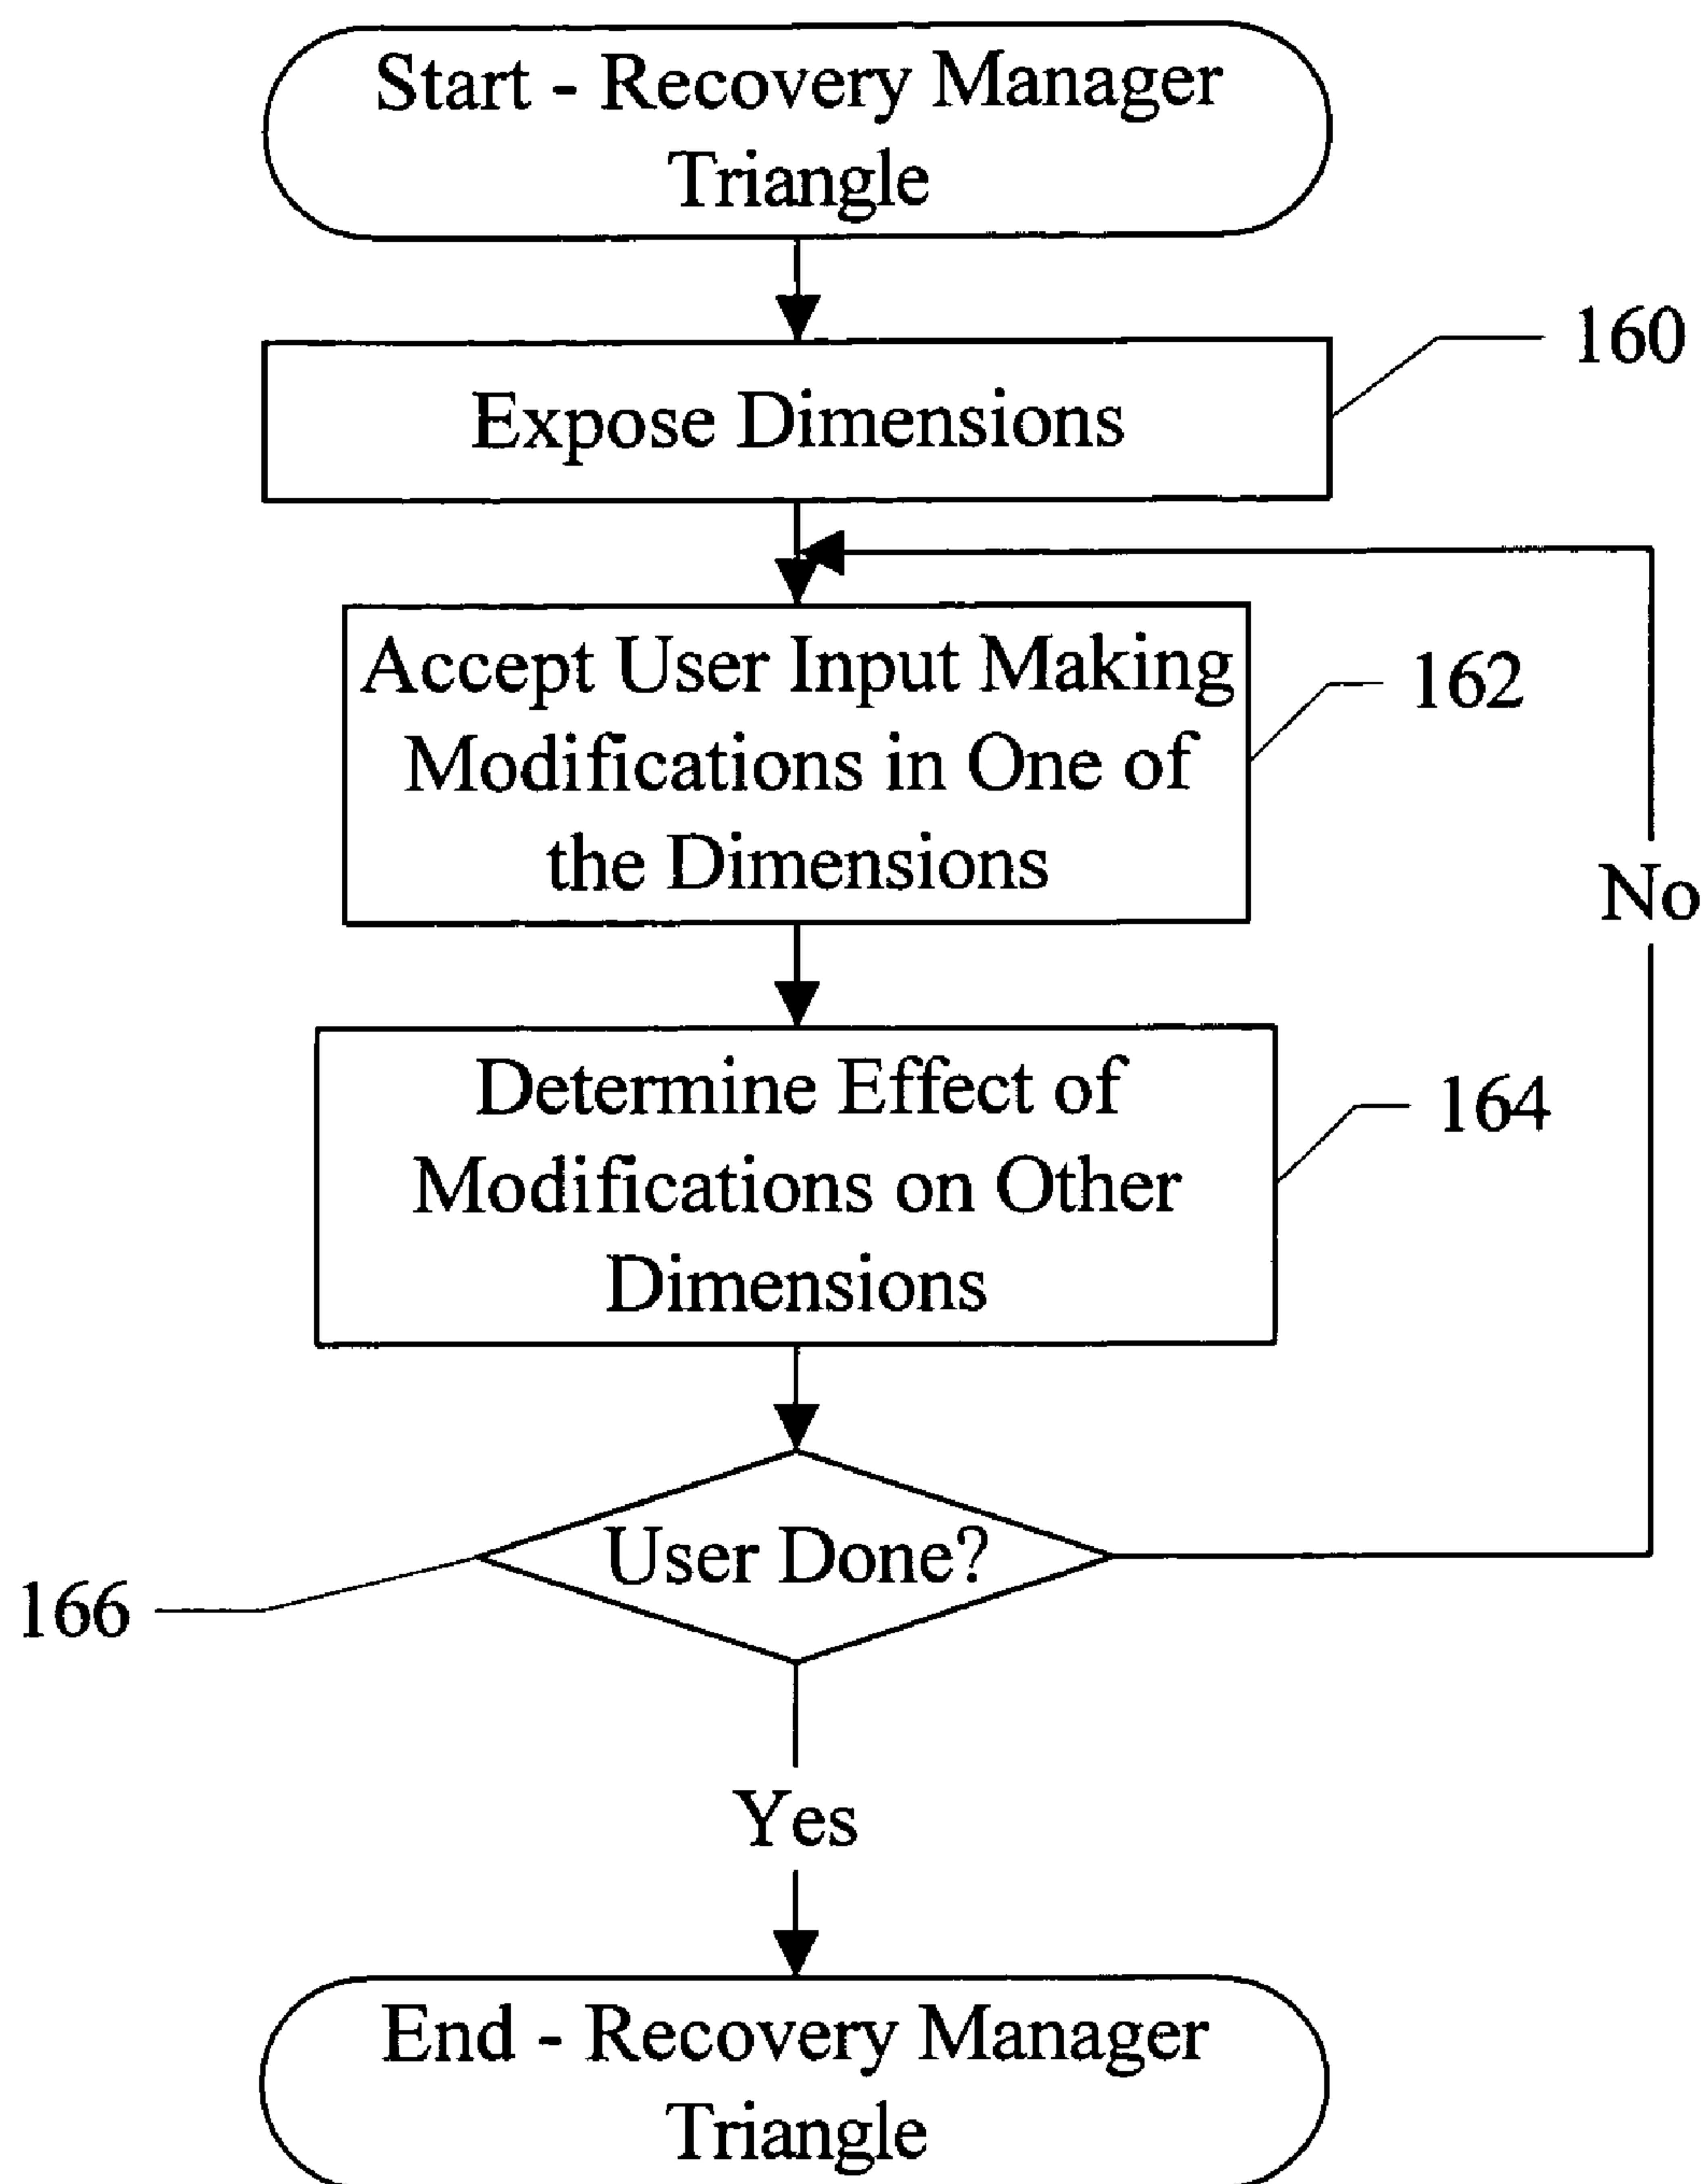 Start - Recovery Manager
Triangle
160
Expose Dimensions
Accept User Input Making
Modifications in One of
the Dimensions
162
No
Determine Effect of
Modifications on Other
Dimensions
164
User Done?
166
Yes
End - Recovery Manager
Triangle